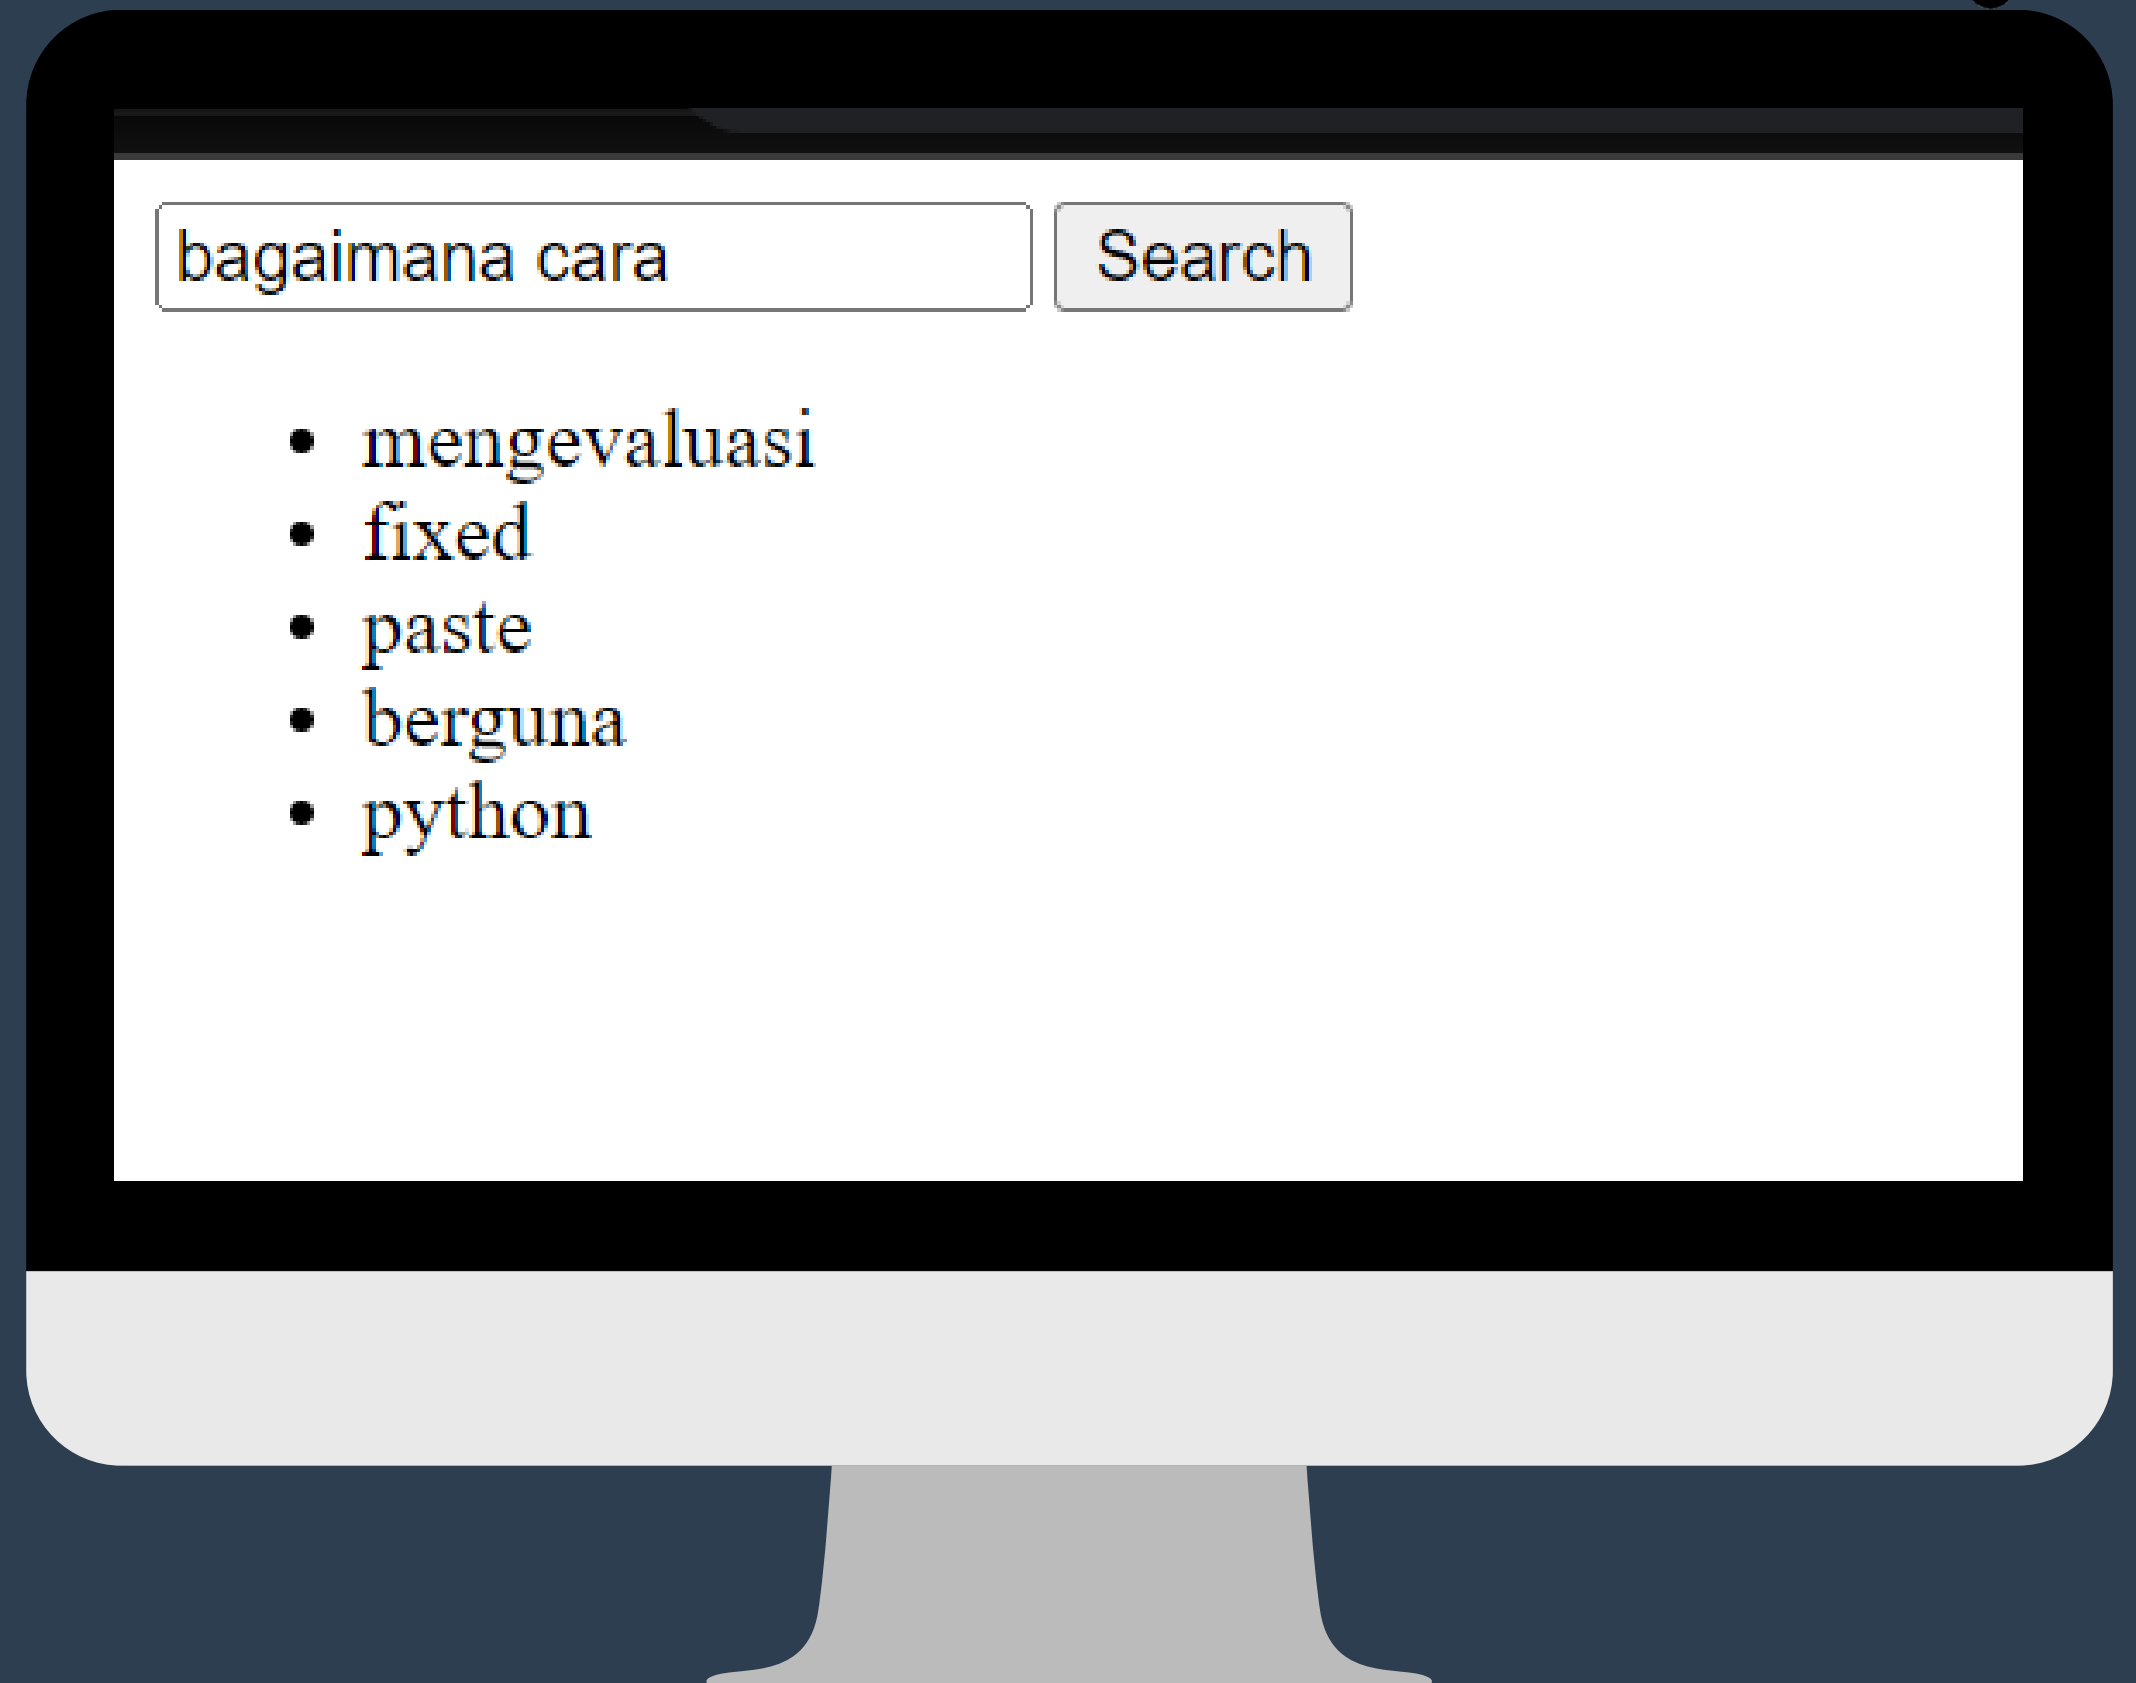 bagaimana cara Search
mengevaluasi
fixed
paste
berguna
python